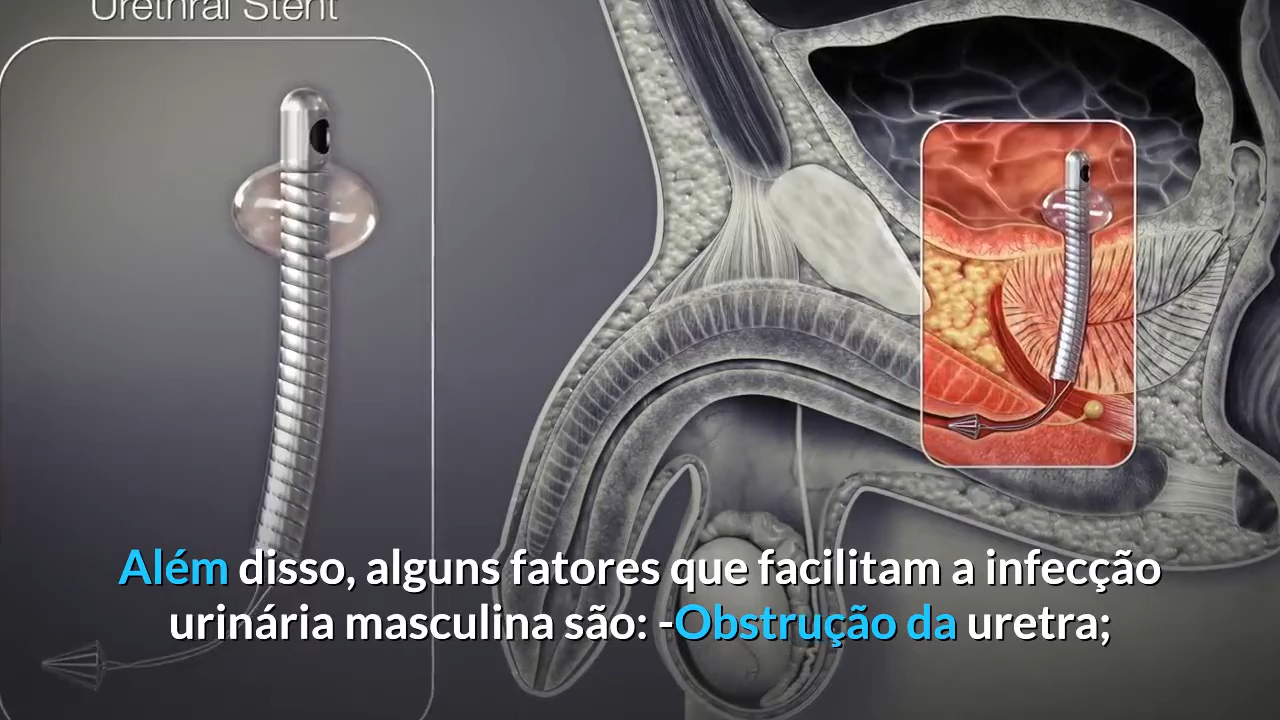 Urethral Stent
Além disso, alguns fatores que facilitam a infecção
urinária masculina são: -Obstrução da uretra;